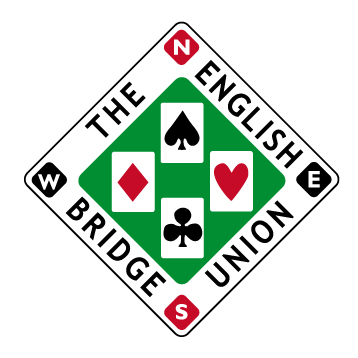 N
THE ENGLISH
W E
BRIDGE UNION
S